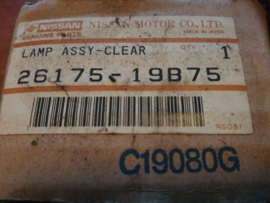 NISSAN NISSAN MOTOR CO., LTD.
GENUINE PARTS MADE IN JAPAN
LAMP ASSY-CLEAR QTY 1
26175-19B75
C19080G